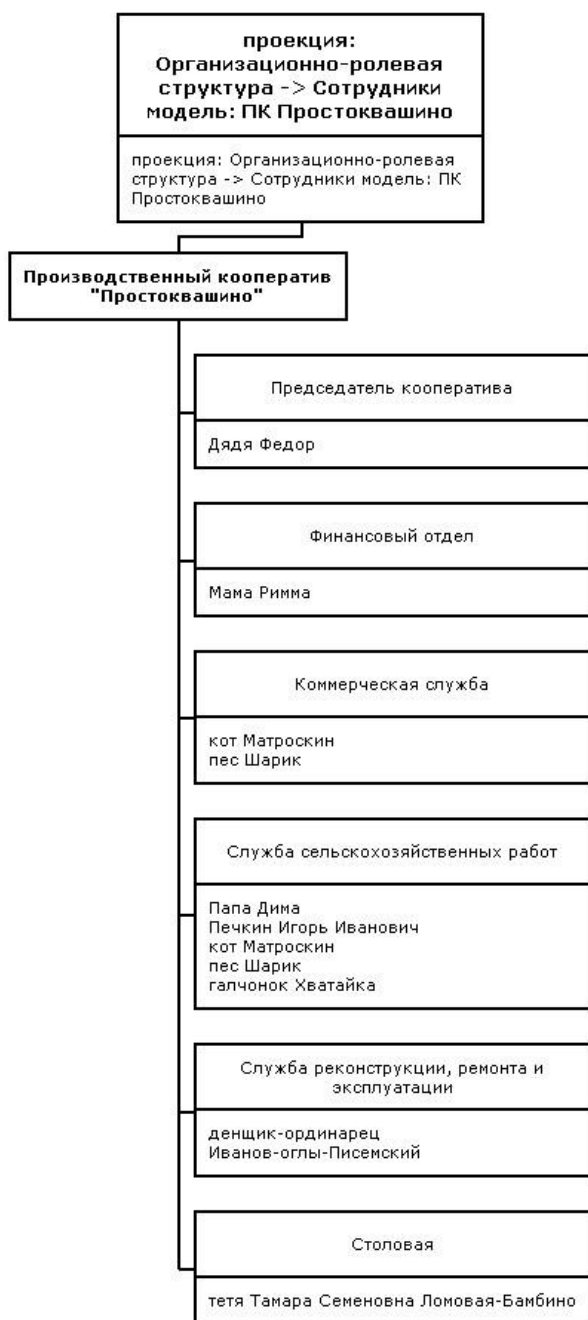 проекция:
Организационно-ролевая
структура -> Сотрудники
модель: ПК Простоквашино
проекция: Организационно-ролевая
структура -> Сотрудники модель: ПК
Простоквашино
Производственный кооператив
"Простоквашино"
Председатель кооператива
Дядя Федор
Финансовый отдел
Мама Римма
Коммерческая служба
кот Матроскин
пес Шарик
Служба сельскохозяйственных работ
Папа Дима
Печкин Игорь Иванович
кот Матроскин
пес Шарик
галчонок Хватайка
Служба реконструкции, ремонта и
эксплуатации
денщик-ординарец
Иванов-оглы-Писемский
Столовая
тетя Тамара Семеновна Ломовая-Бамбино